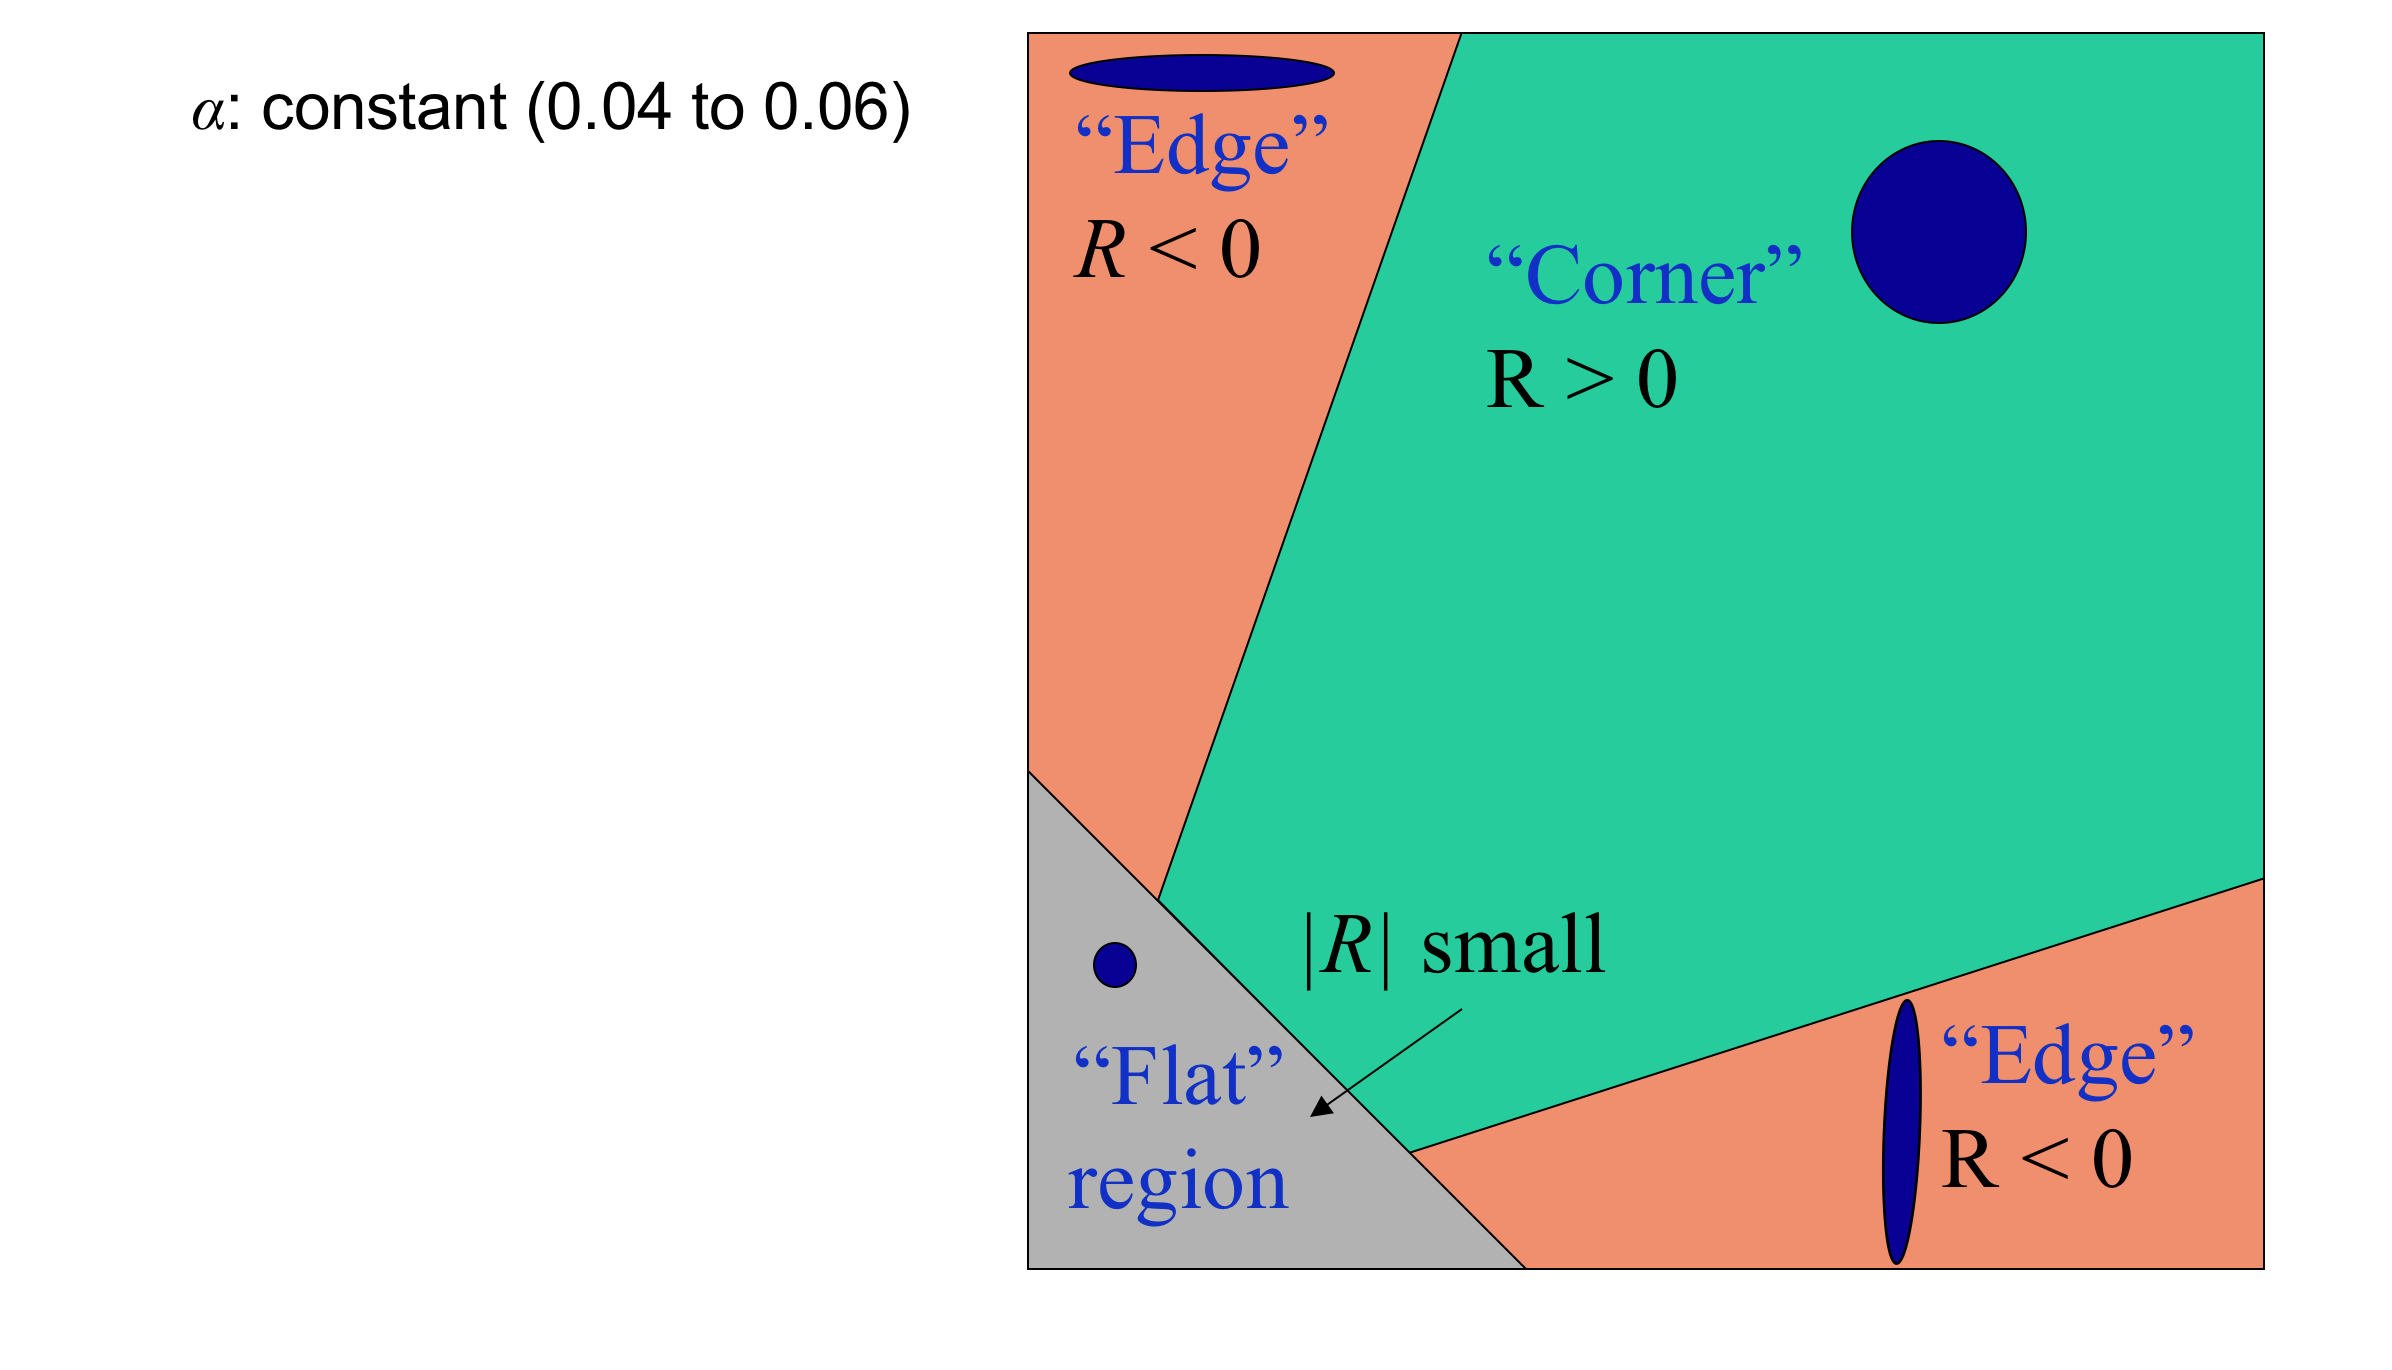 α: constant (0.04 to 0.06)
“Edge”
R < 0
“Corner”
R > 0
|R| small
“Flat”
region
“Edge”
R < 0